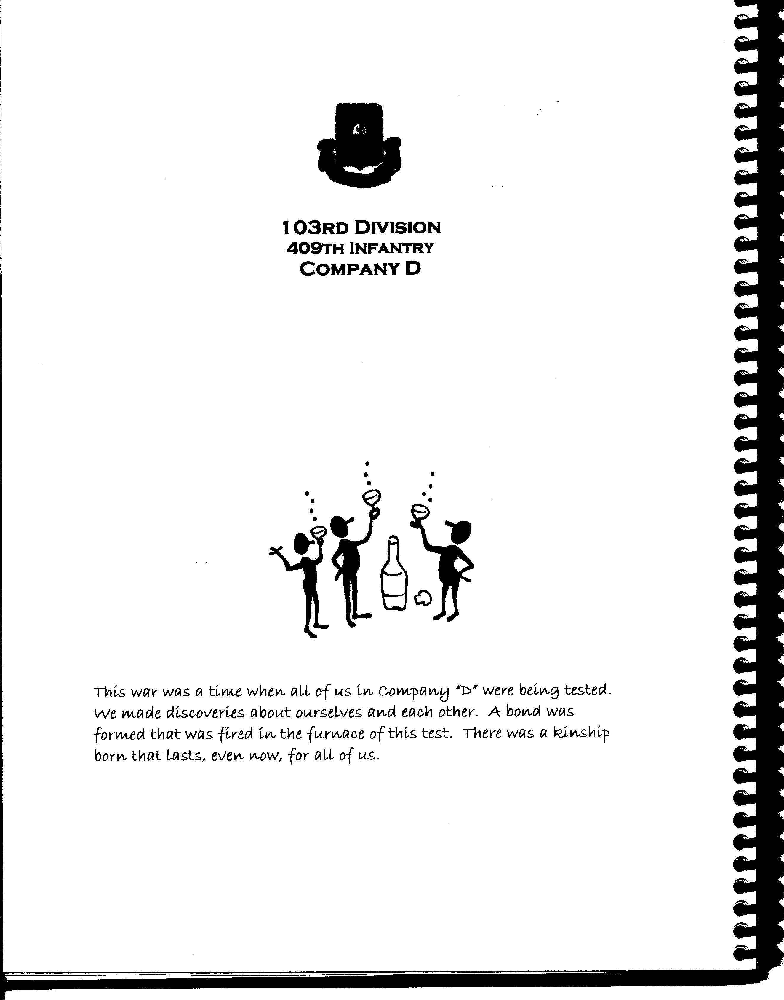 103RD DIVISION
409TH INFANTRY
COMPANY D
This war was a time when all of us in Company "D" were being tested.
We made discoveries about ourselves and each other. A bond was
formed that was fired in the furnace of this test. There was a kinship
born that lasts, even now, for all of us.